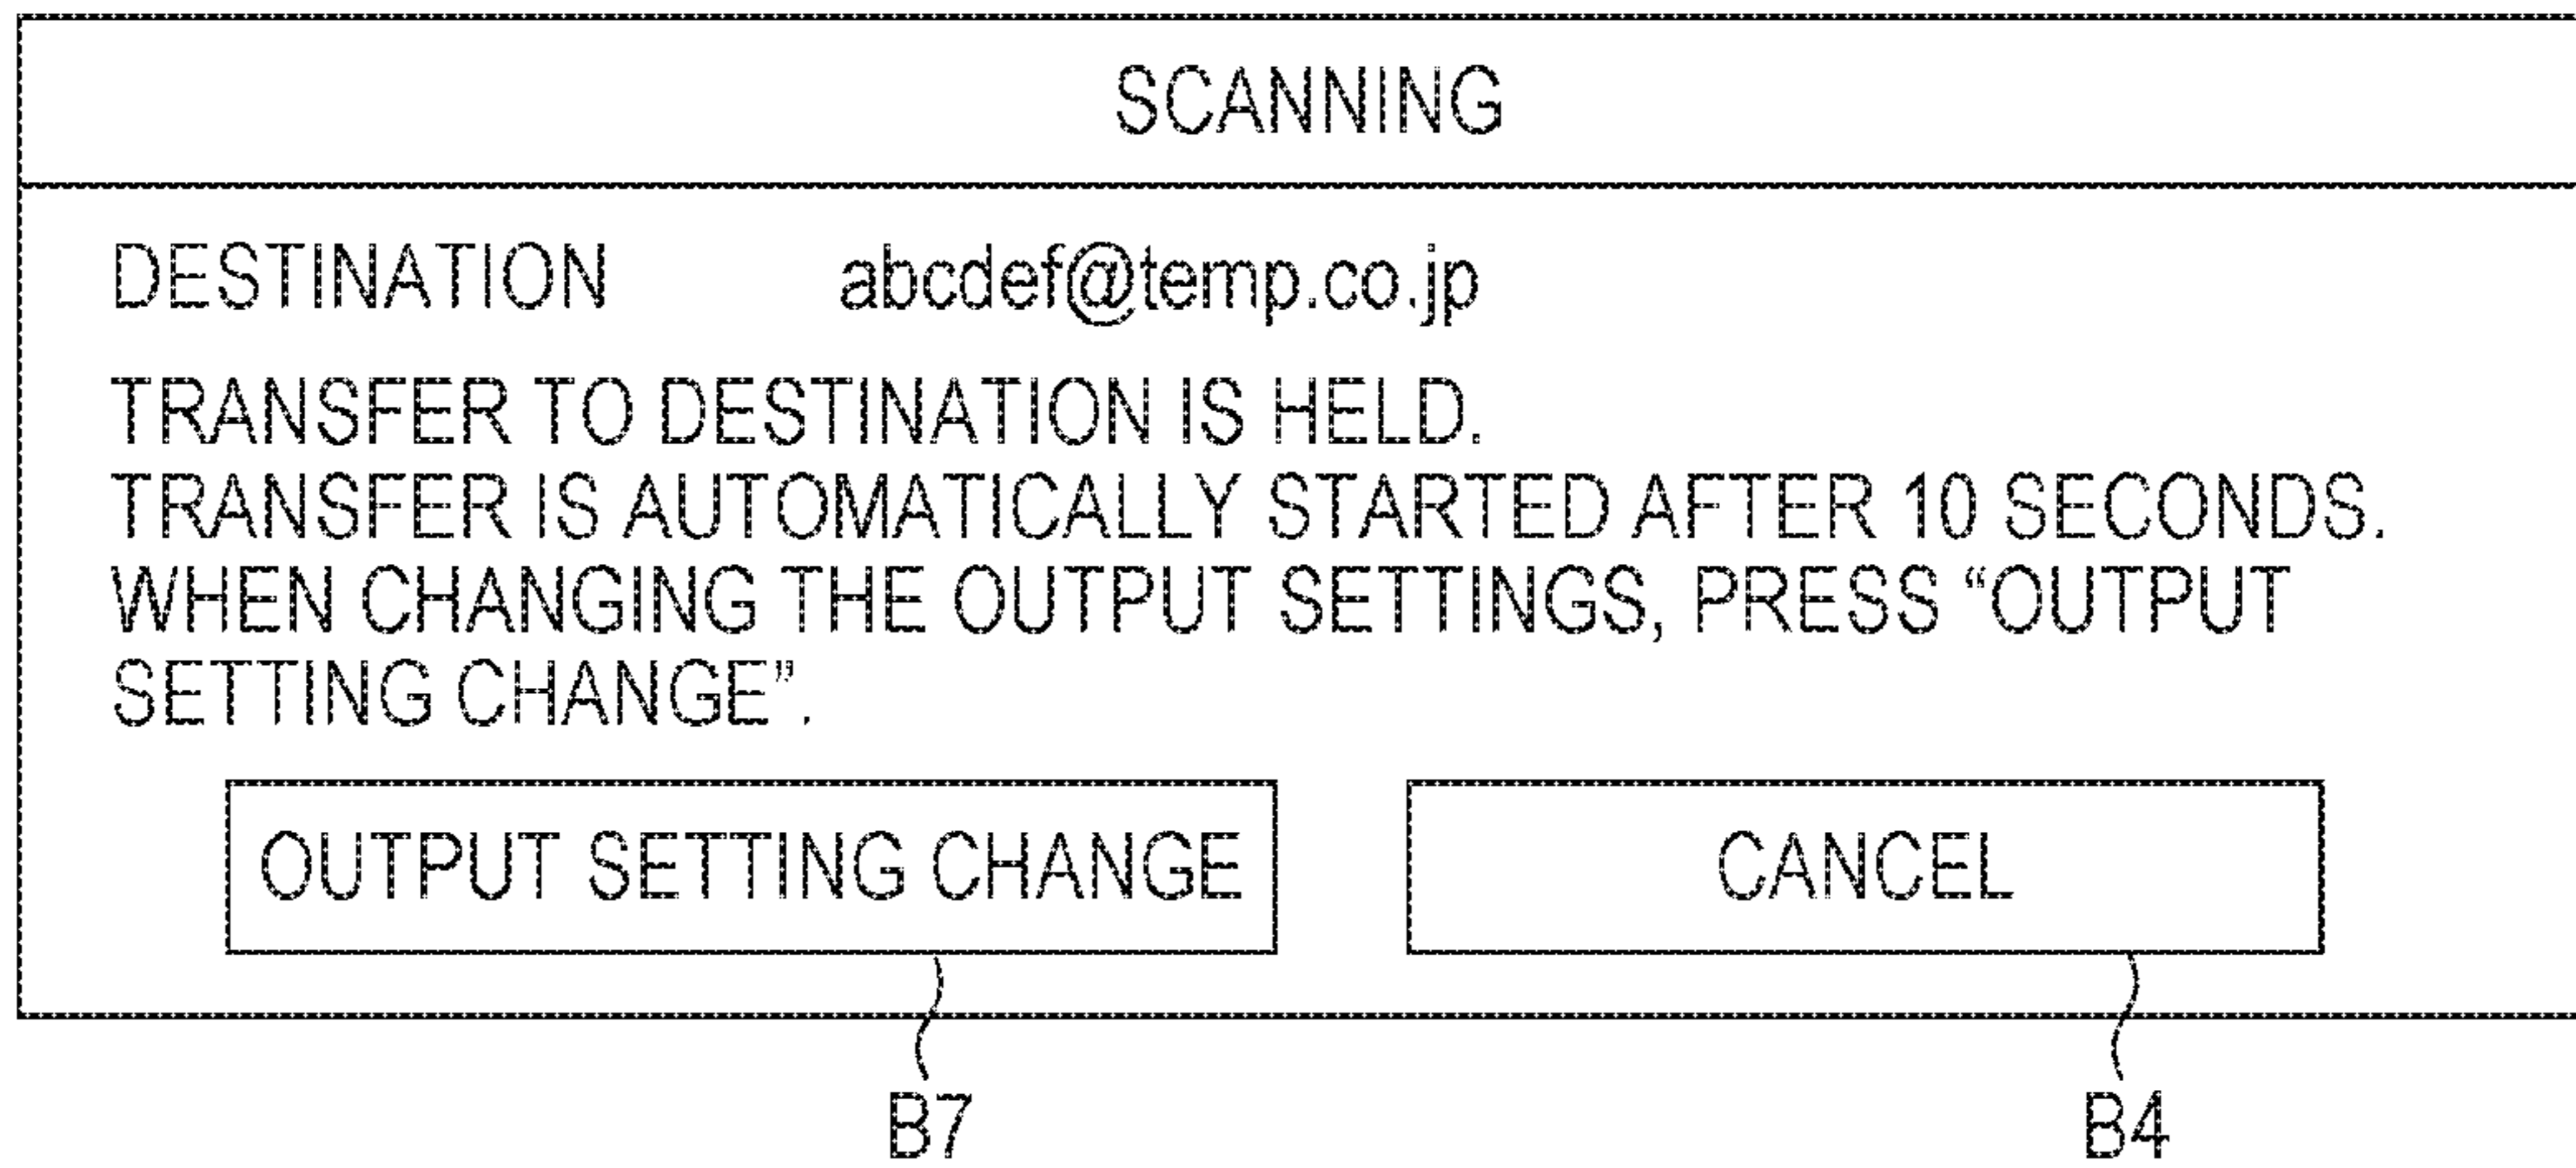 SCANNING
DESTINATION abcdef@temp.co.jp
TRANSFER TO DESTINATION IS HELD.
TRANSFER IS AUTOMATICALLY STARTED AFTER 10 SECONDS.
WHEN CHANGING THE OUTPUT SETTINGS, PRESS “OUTPUT
SETTING CHANGE”.
OUTPUT SETTING CHANGE CANCEL
B7 B4